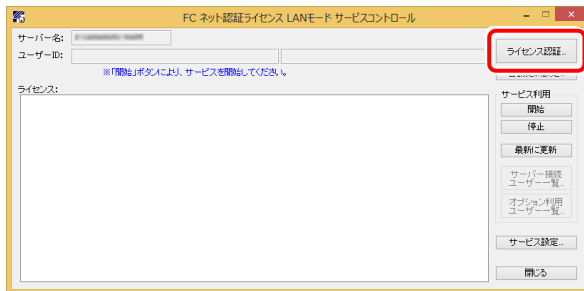 FC ネット認証ライセンス LANモード サービスコントロール
サーバー名:
ライセンス認証...
ユーザーID:
※「開始」ボタンにより、サービスを開始してください。
ライセンス:
サービス利用
開始
停止
最新に更新
サーバー接続
ユーザー一覧...
オプション利用
ユーザー一覧...
サービス設定...
閉じる